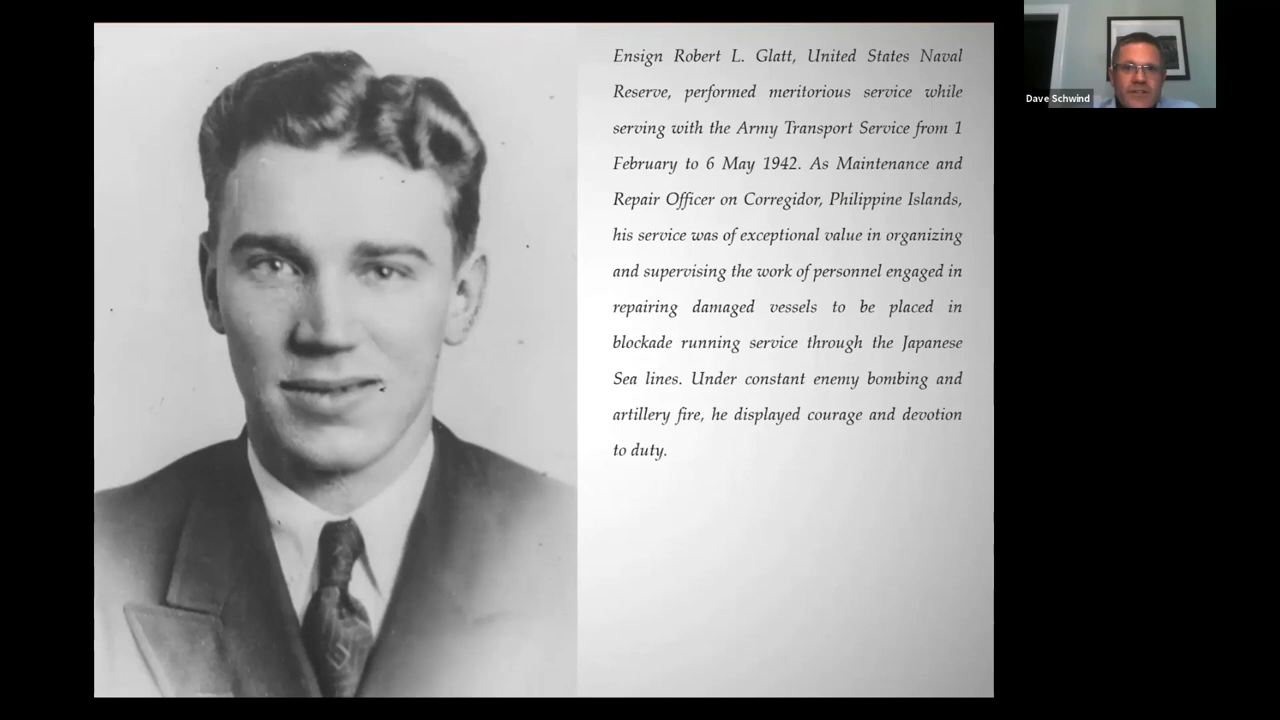 Ensign Robert L. Glatt, United States Naval
Reserve, performed meritorious service while
serving with the Army Transport Service from 1
February to 6 May 1942. As Maintenance and
Repair Officer on Corregidor, Philippine Islands,
his service was of exceptional value in organizing
and supervising the work of personnel engaged in
repairing damaged vessels to be placed in
blockade running service through the Japanese
Sea lines. Under constant enemy bombing and
artillery fire, he displayed courage and devotion
to duty.
Dave Schwind